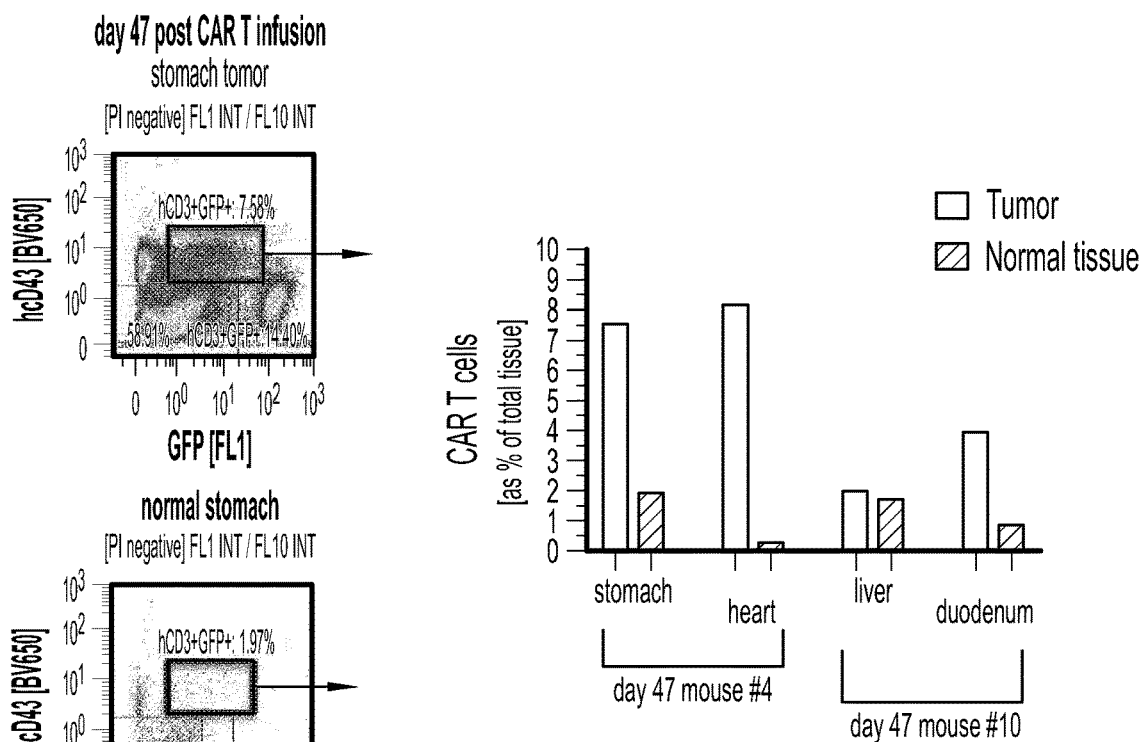 day 47 post CAR T infusion
stomach tomor
[PI negative] FL1 INT / FL10 INT
10³
10²
10¹
10⁰
0
hcD43 [BV650]
hCD3+GFP+: 7.58%
58.91%
hCD3+GFP+:14.40%
0 10⁰ 10¹ 10² 10³
GFP [FL1]
normal stomach
[PI negative] FL1 INT / FL10 INT
10³
10²
10¹
10⁰
cD43 [BV650]
hCD3+GFP+: 1.97%
Tumor
Normal tissue
CAR T cells
[as % of total tissue]
10
9
8
7
6
5
4
3
2
1
0
stomach
heart
liver
duodenum
day 47 mouse #4
day 47 mouse #10